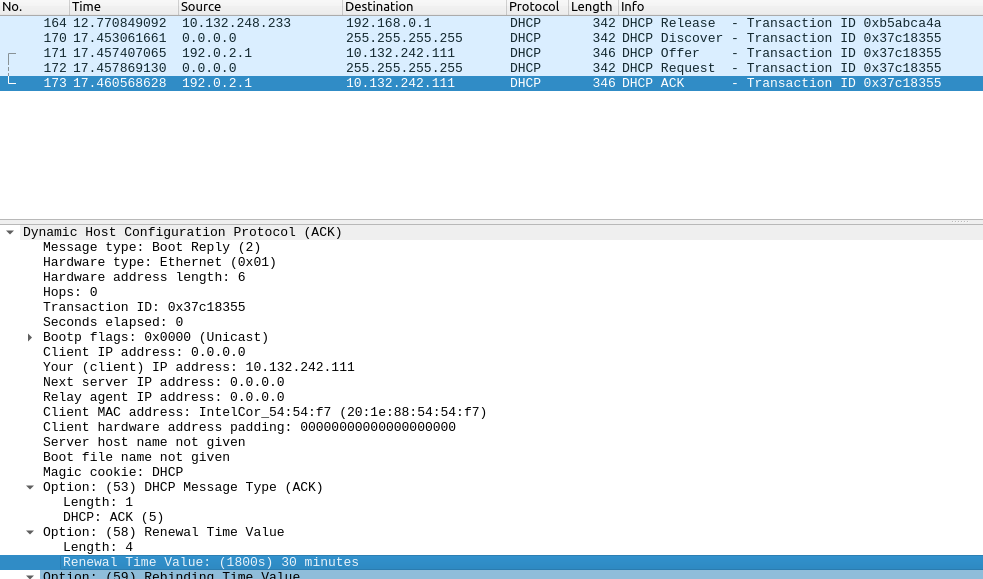 No. Time Source Destination Protocol Length Info
164 12.770849092 10.132.248.233 192.168.0.1 DHCP 342 DHCP Release - Transaction ID 0xb5abca4a
170 17.453061661 0.0.0.0 255.255.255.255 DHCP 342 DHCP Discover - Transaction ID 0x37c18355
171 17.457407065 192.0.2.1 10.132.242.111 DHCP 346 DHCP Offer - Transaction ID 0x37c18355
172 17.457869130 0.0.0.0 255.255.255.255 DHCP 342 DHCP Request - Transaction ID 0x37c18355
173 17.460568628 192.0.2.1 10.132.242.111 DHCP 346 DHCP ACK - Transaction ID 0x37c18355
Dynamic Host Configuration Protocol (ACK)
Message type: Boot Reply (2)
Hardware type: Ethernet (0x01)
Hardware address length: 6
Hops: 0
Transaction ID: 0x37c18355
Seconds elapsed: 0
Bootp flags: 0x0000 (Unicast)
Client IP address: 0.0.0.0
Your (client) IP address: 10.132.242.111
Next server IP address: 0.0.0.0
Relay agent IP address: 0.0.0.0
Client MAC address: IntelCor_54:54:f7 (20:1e:88:54:54:f7)
Client hardware address padding: 00000000000000000000
Server host name not given
Boot file name not given
Magic cookie: DHCP
Option: (53) DHCP Message Type (ACK)
Length: 1
DHCP: ACK (5)
Option: (58) Renewal Time Value
Length: 4
Renewal Time Value: (1800s) 30 minutes
Option: (59) Rebinding Time Value